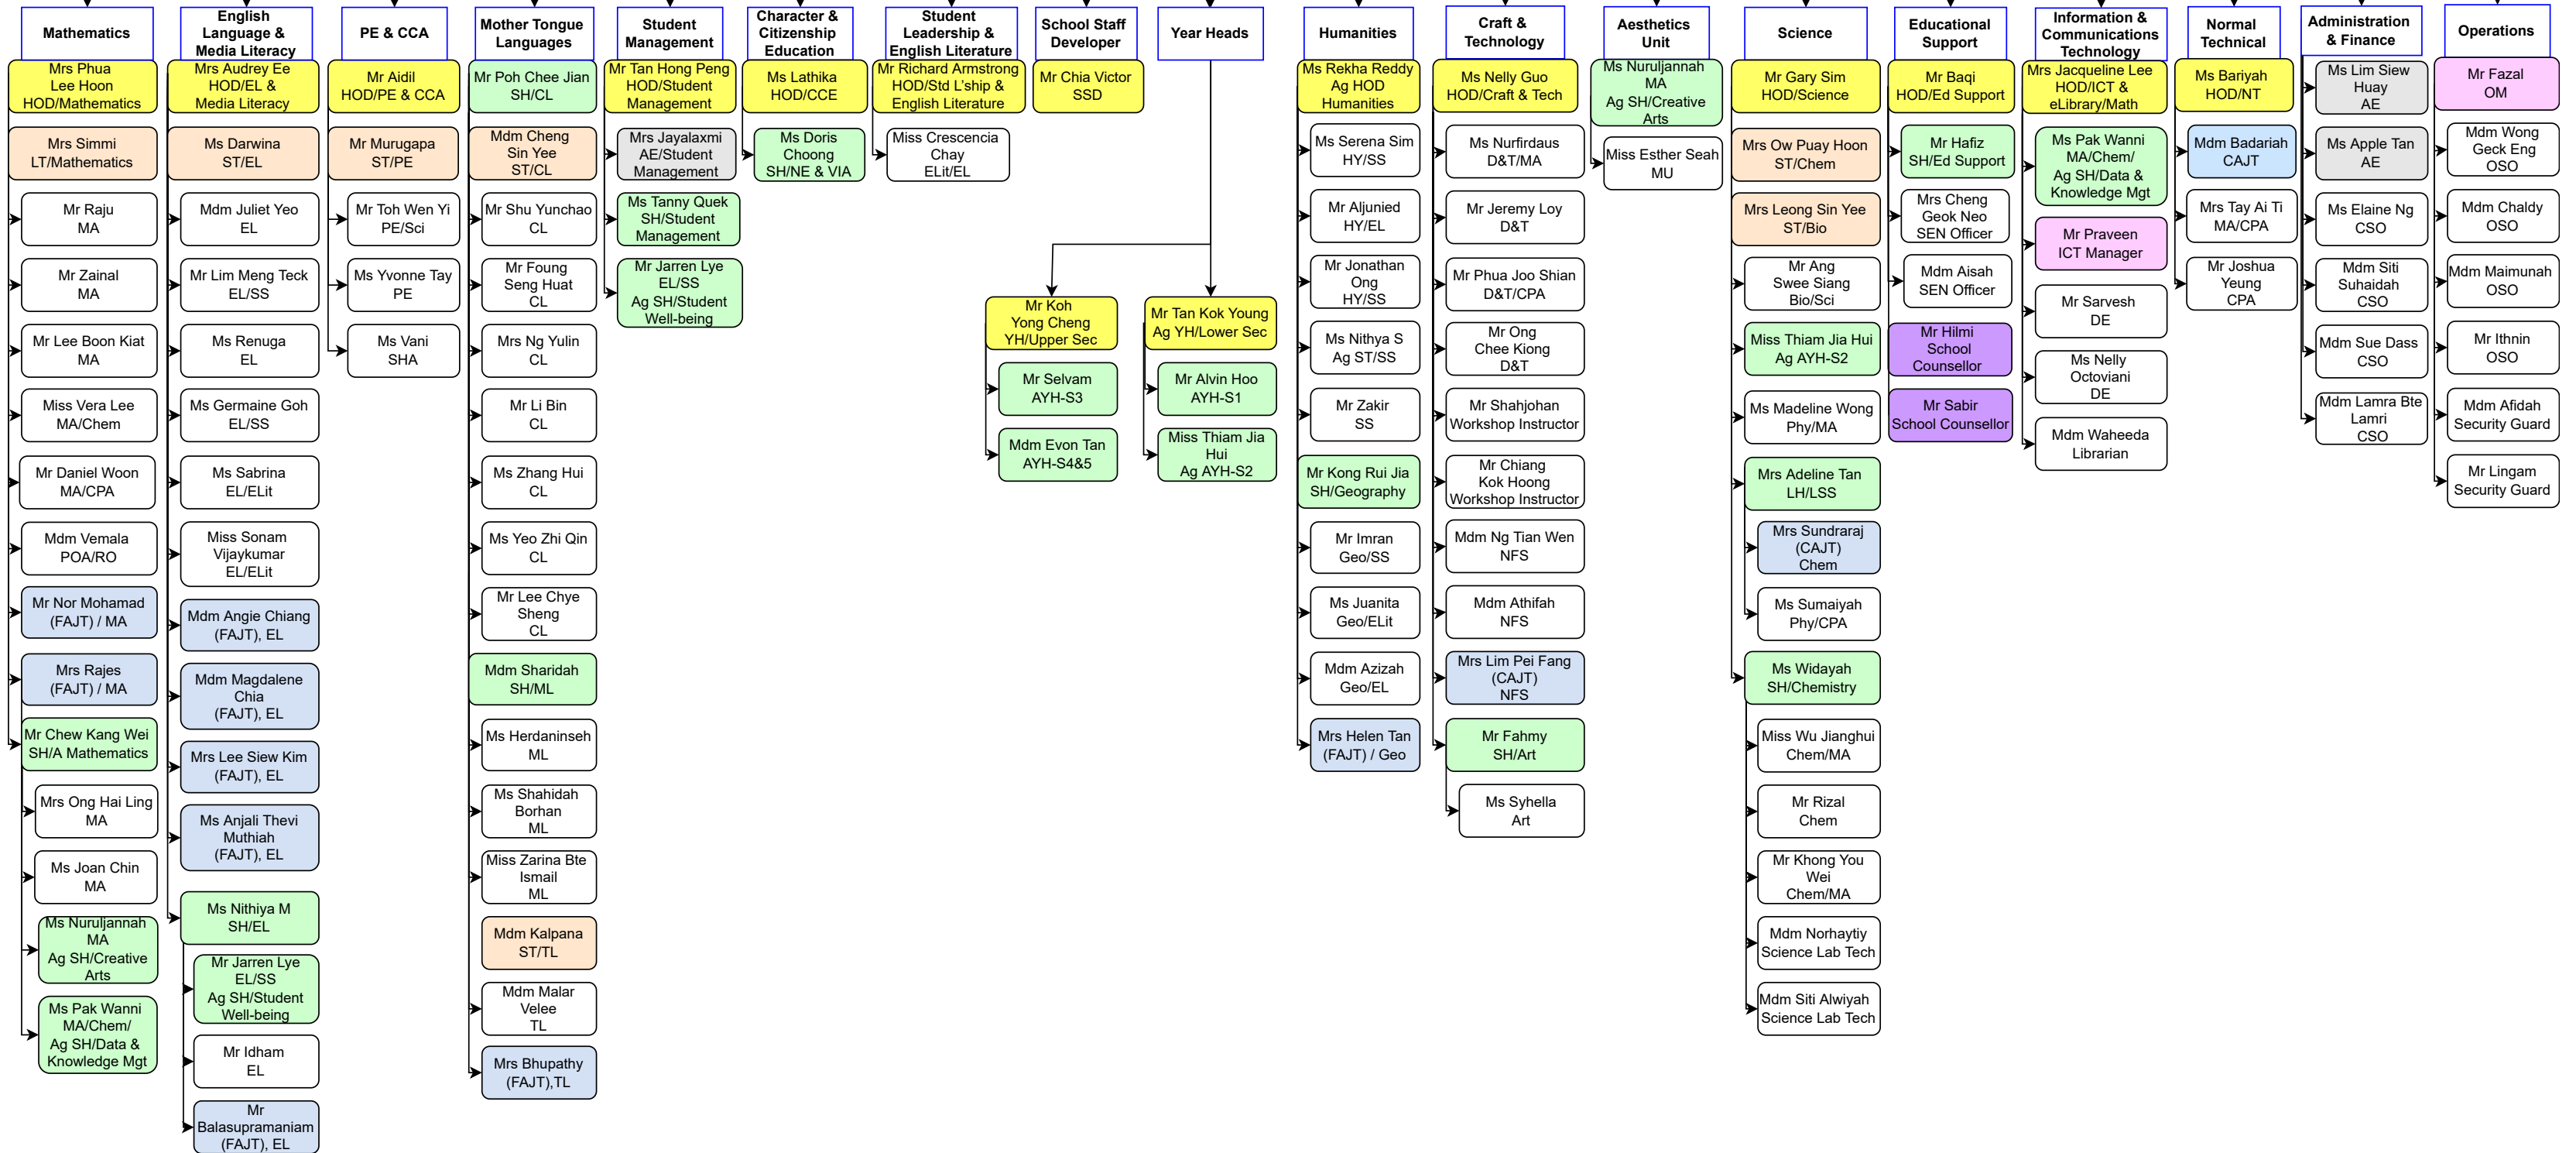 Mathematics
Mrs Phua
Lee Hoon
HOD/Mathematics
Mrs Simmi
LT/Mathematics
Mr Raju
MA
Mr Zainal
MA
Mr Lee Boon Kiat
MA
Miss Vera Lee
MA/Chem
Mr Daniel Woon
MA/CPA
Mdm Vemala
POA/RO
Mr Nor Mohamad
(FAJT) / MA
Mrs Rajes
(FAJT) / MA
Mr Chew Kang Wei
SH/A Mathematics
Mrs Ong Hai Ling
MA
Ms Joan Chin
MA
Ms Nuruljannah
MA
Ag SH/Creative
Arts
Ms Pak Wanni
MA/Chem/
Ag SH/Data &
Knowledge Mgt
English
Language &
Media Literacy
Mrs Audrey Ee
HOD/EL &
Media Literacy
Ms Darwina
ST/EL
Mdm Juliet Yeo
EL
Mr Lim Meng Teck
EL/SS
Ms Renuga
EL
Ms Germaine Goh
EL/SS
Ms Sabrina
EL/ELit
Miss Sonam
Vijaykumar
EL/ELit
Mdm Angie Chiang
(FAJT), EL
Mdm Magdalene
Chia
(FAJT), EL
Mrs Lee Siew Kim
(FAJT), EL
Ms Anjali Thevi
Muthiah
(FAJT), EL
Ms Nithiya M
SH/EL
Mr Jarren Lye
EL/SS
Ag SH/Student
Well-being
Mr Idham
EL
Mr
Balasupramaniam
(FAJT), EL
PE & CCA
Mr Aidil
HOD/PE & CCA
Mr Murugapa
ST/PE
Mr Toh Wen Yi
PE/Sci
Ms Yvonne Tay
PE
Ms Vani
SHA
Mother Tongue
Languages
Mr Poh Chee Jian
SH/CL
Mdm Cheng
Sin Yee
ST/CL
Mr Shu Yunchao
CL
Mr Foung
Seng Huat
CL
Mrs Ng Yulin
CL
Mr Li Bin
CL
Ms Zhang Hui
CL
Ms Yeo Zhi Qin
CL
Mr Lee Chye
Sheng
CL
Mdm Sharidah
SH/ML
Ms Herdaninseh
ML
Ms Shahidah
Borhan
ML
Miss Zarina Bte
Ismail
ML
Mdm Kalpana
ST/TL
Mdm Malar
Velee
TL
Mrs Bhupathy
(FAJT),TL
Student
Management
Mr Tan Hong Peng
HOD/Student
Management
Mrs Jayalaxmi
AE/Student
Management
Ms Tanny Quek
SH/Student
Management
Mr Jarren Lye
EL/SS
Ag SH/Student
Well-being
Character &
Citizenship
Education
Ms Lathika
HOD/CCE
Ms Doris
Choong
SH/NE & VIA
Student
Leadership &
English Literature
Mr Richard Armstrong
HOD/Std L'ship &
English Literature
Miss Crescencia
Chay
ELit/EL
School Staff
Developer
Mr Chia Victor
SSD
Year Heads
Mr Koh
Yong Cheng
YH/Upper Sec
Mr Selvam
AYH-S3
Mdm Evon Tan
AYH-S4&5
Mr Tan Kok Young
Ag YH/Lower Sec
Mr Alvin Hoo
AYH-S1
Miss Thiam Jia
Hui
Ag AYH-S2
Humanities
Ms Rekha Reddy
Ag HOD
Humanities
Ms Serena Sim
HY/SS
Mr Aljunied
HY/EL
Mr Jonathan
Ong
HY/SS
Ms Nithya S
Ag ST/SS
Mr Zakir
SS
Mr Kong Rui Jia
SH/Geography
Mr Imran
Geo/SS
Ms Juanita
Geo/ELit
Mdm Azizah
Geo/EL
Mrs Helen Tan
(FAJT) / Geo
Craft &
Technology
Ms Nelly Guo
HOD/Craft & Tech
Ms Nurfirdaus
D&T/MA
Mr Jeremy Loy
D&T
Mr Phua Joo Shian
D&T/CPA
Mr Ong
Chee Kiong
D&T
Mr Shahjohan
Workshop Instructor
Mr Chiang
Kok Hoong
Workshop Instructor
Mdm Ng Tian Wen
NFS
Mdm Athifah
NFS
Mrs Lim Pei Fang
(CAJT)
NFS
Mr Fahmy
SH/Art
Ms Syhella
Art
Aesthetics
Unit
Ms Nuruljannah
MA
Ag SH/Creative
Arts
Miss Esther Seah
MU
Science
Mr Gary Sim
HOD/Science
Mrs Ow Puay Hoon
ST/Chem
Mrs Leong Sin Yee
ST/Bio
Mr Ang
Swee Siang
Bio/Sci
Miss Thiam Jia Hui
Ag AYH-S2
Ms Madeline Wong
Phy/MA
Mrs Adeline Tan
LH/LSS
Mrs Sundraraj
(CAJT)
Chem
Ms Sumaiyah
Phy/CPA
Ms Widayah
SH/Chemistry
Miss Wu Jianghui
Chem/MA
Mr Rizal
Chem
Mr Khong You
Wei
Chem/MA
Mdm Norhaytiy
Science Lab Tech
Mdm Siti Alwiyah
Science Lab Tech
Educational
Support
Mr Baqi
HOD/Ed Support
Mr Hafiz
SH/Ed Support
Mrs Cheng
Geok Neo
SEN Officer
Mdm Aisah
SEN Officer
Mr Hilmi
School
Counsellor
Mr Sabir
School Counsellor
Information &
Communications
Technology
Mrs Jacqueline Lee
HOD/ICT &
eLibrary/Math
Ms Pak Wanni
MA/Chem/
Ag SH/Data &
Knowledge Mgt
Mr Praveen
ICT Manager
Mr Sarvesh
DE
Ms Nelly
Octoviani
DE
Mdm Waheeda
Librarian
Normal
Technical
Ms Bariyah
HOD/NT
Mdm Badariah
CAJT
Mrs Tay Ai Ti
MA/CPA
Mr Joshua
Yeung
CPA
Administration
& Finance
Ms Lim Siew
Huay
AE
Ms Apple Tan
AE
Ms Elaine Ng
CSO
Mdm Siti
Suhaidah
CSO
Mdm Sue Dass
CSO
Mdm Lamra Bte
Lamri
CSO
Operations
Mr Fazal
OM
Mdm Wong
Geck Eng
OSO
Mdm Chaldy
OSO
Mdm Maimunah
OSO
Mr Ithnin
OSO
Mdm Afidah
Security Guard
Mr Lingam
Security Guard